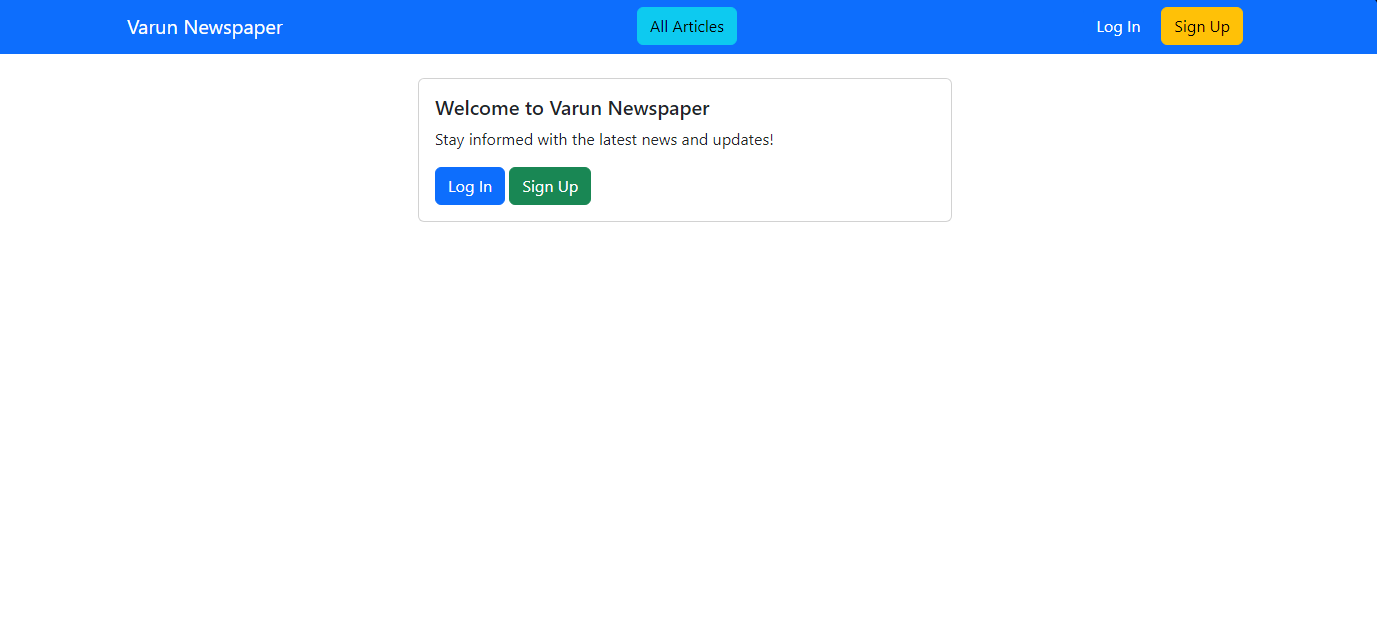 Varun Newspaper
All Articles
Log In
Sign Up
Welcome to Varun Newspaper
Stay informed with the latest news and updates!
Log In
Sign Up